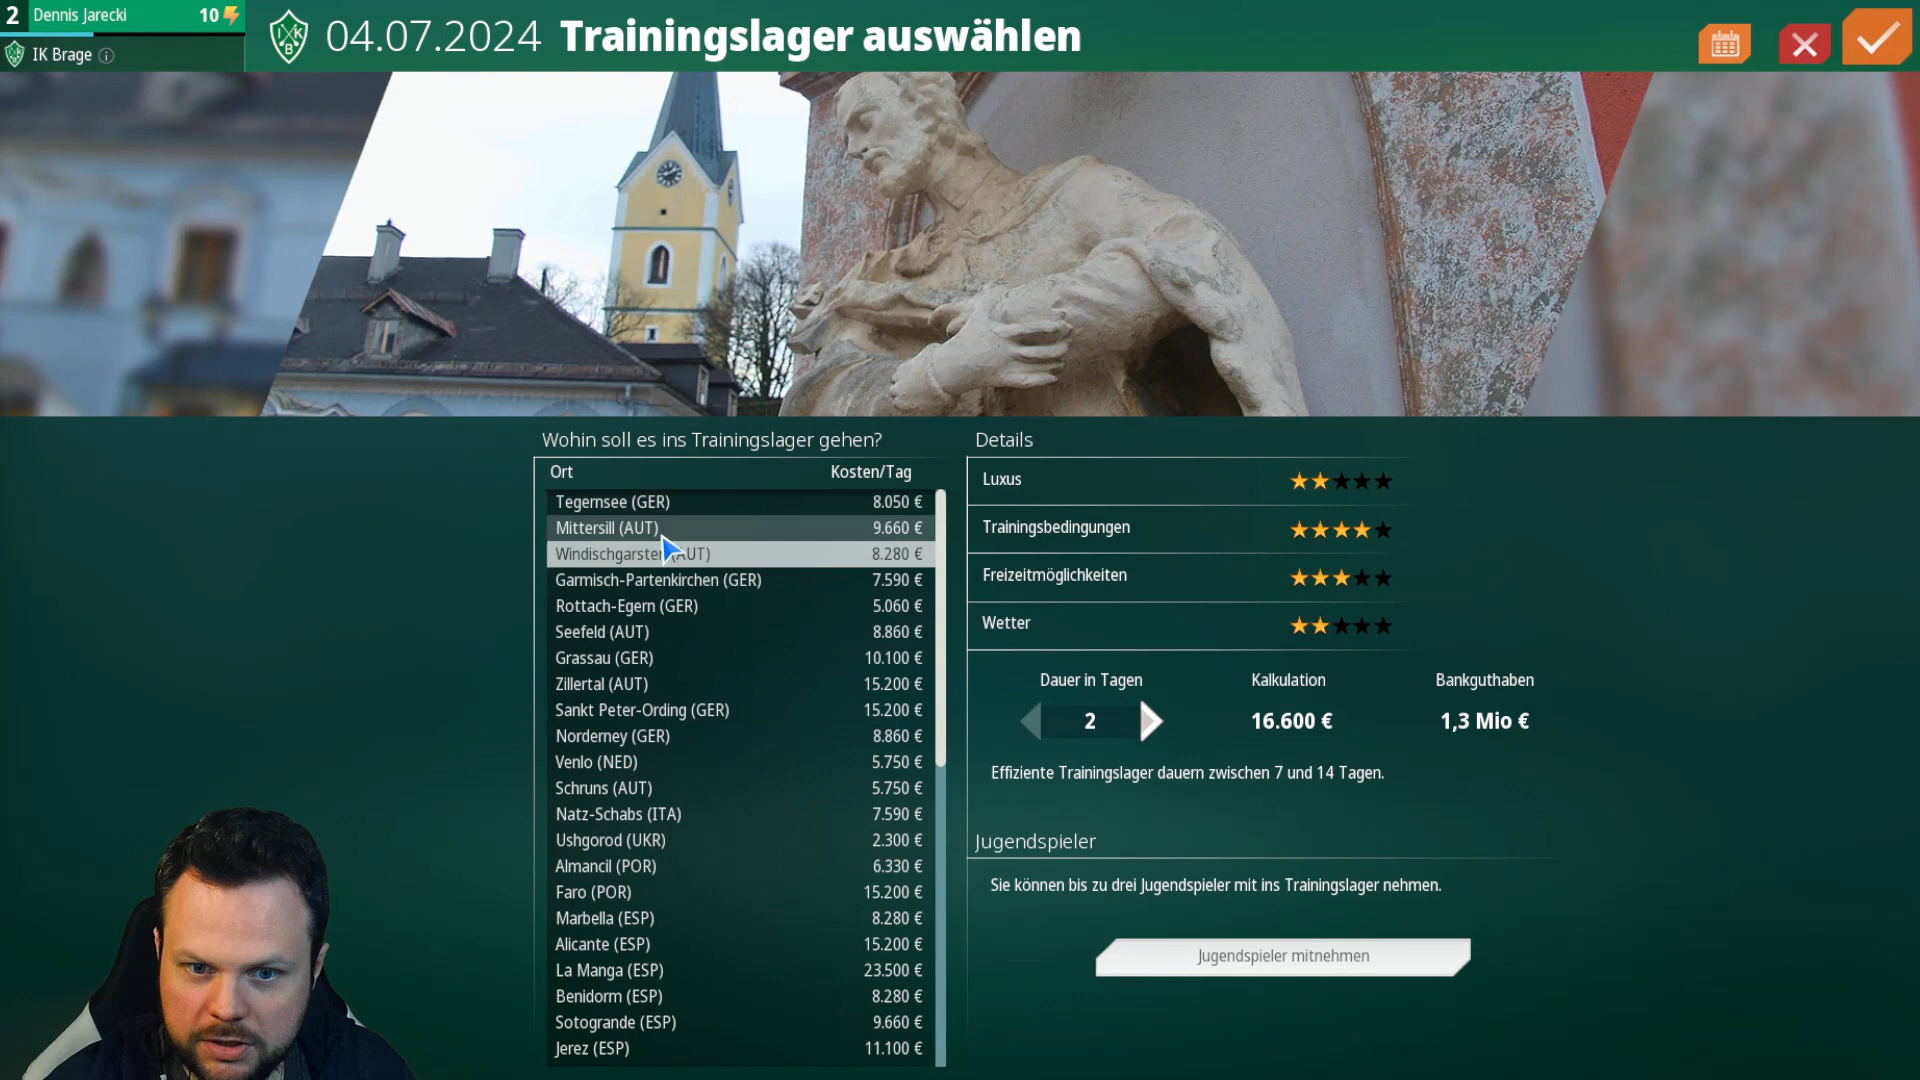 2 Dennis Jarecki 10
IK Brage
04.07.2024 Trainingslager auswählen
Wohin soll es ins Trainingslager gehen?
Ort Kosten/Tag
Tegernsee (GER) 8.050 €
Mittersill (AUT) 9.660 €
Windischgarsten (AUT) 8.280 €
Garmisch-Partenkirchen (GER) 7.590 €
Rottach-Egern (GER) 5.060 €
Seefeld (AUT) 8.860 €
Grassau (GER) 10.100 €
Zillertal (AUT) 15.200 €
Sankt Peter-Ording (GER) 15.200 €
Norderney (GER) 8.860 €
Venlo (NED) 5.750 €
Schruns (AUT) 5.750 €
Natz-Schabs (ITA) 7.590 €
Ushgorod (UKR) 2.300 €
Almancil (POR) 6.330 €
Faro (POR) 15.200 €
Marbella (ESP) 8.280 €
Alicante (ESP) 15.200 €
La Manga (ESP) 23.500 €
Benidorm (ESP) 8.280 €
Sotogrande (ESP) 9.660 €
Jerez (ESP) 11.100 €
Details
Luxus
Trainingsbedingungen
Freizeitmöglichkeiten
Wetter
Dauer in Tagen Kalkulation Bankguthaben
2 16.600 € 1,3 Mio €
Effiziente Trainingslager dauern zwischen 7 und 14 Tagen.
Jugendspieler
Sie können bis zu drei Jugendspieler mit ins Trainingslager nehmen.
Jugendspieler mitnehmen